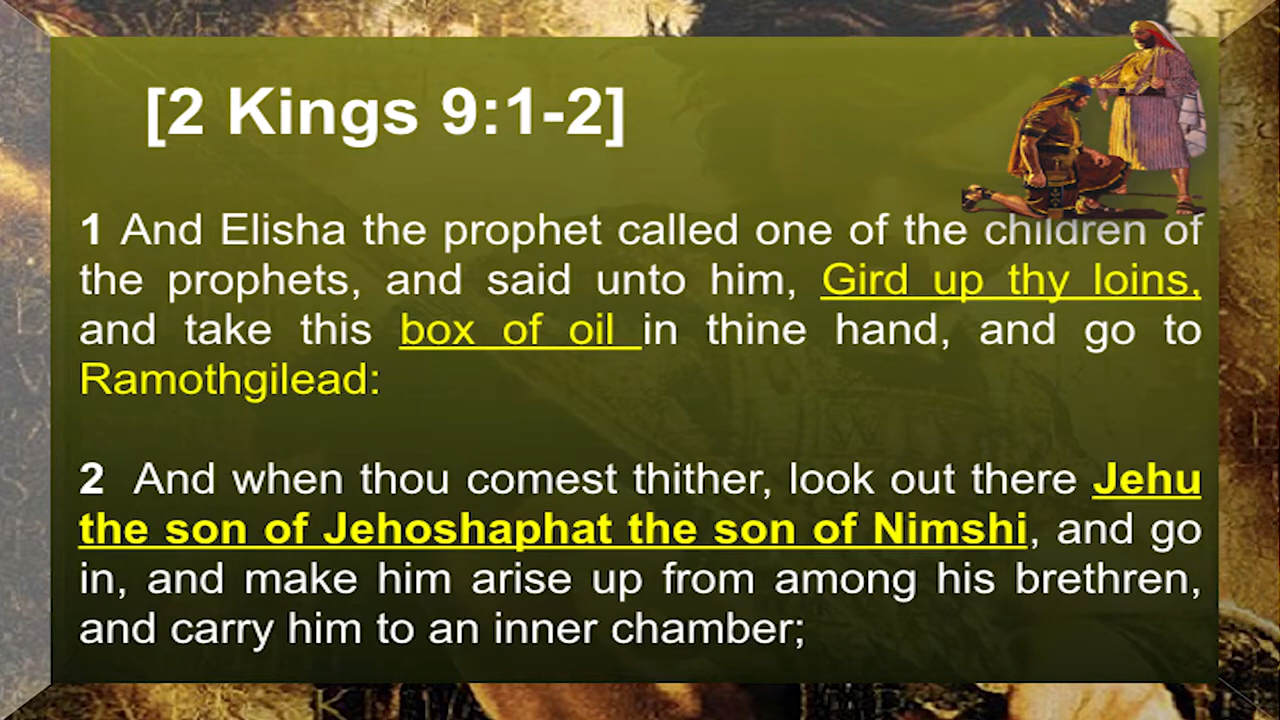 [2 Kings 9:1-2]
1 And Elisha the prophet called one of the children of
the prophets, and said unto him, Gird up thy loins,
and take this box of oil in thine hand, and go to
Ramothgilead:
2 And when thou comest thither, look out there Jehu
the son of Jehoshaphat the son of Nimshi, and go
in, and make him arise up from among his brethren,
and carry him to an inner chamber;